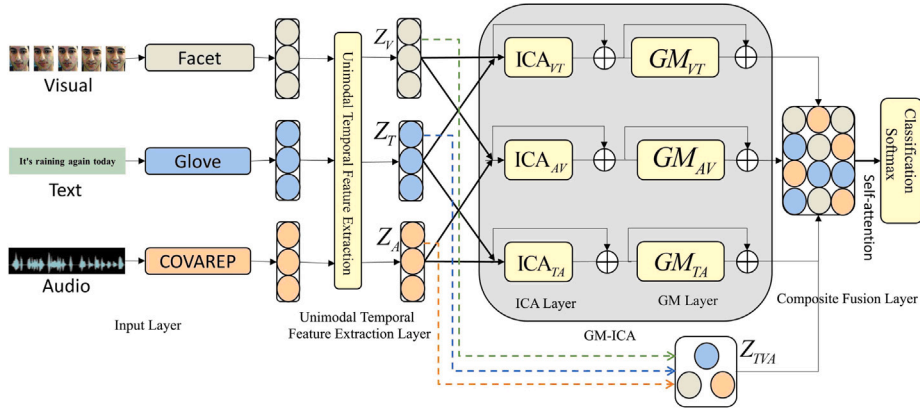 Visual
Facet
It's raining again today
Text
Glove
Audio
COVAREP
Input Layer
Unimodal Temporal
Feature Extraction
Z_V
Z_T
Z_A
Unimodal Temporal
Feature Extraction Layer
ICA_VT
GM_VT
ICA_AV
GM_AV
ICA_TA
GM_TA
ICA Layer
GM Layer
GM-ICA
Z_TVA
Self-attention
Classification
Softmax
Composite Fusion Layer